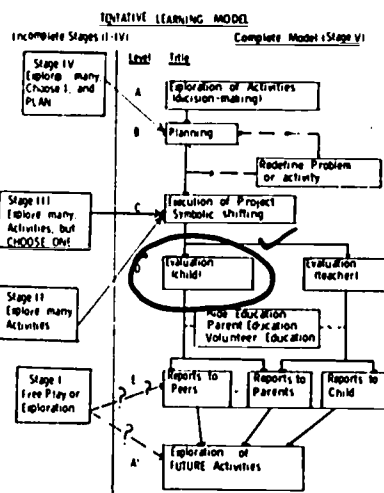 TENTATIVE LEARNING MODEL
Incomplete Stages (I-IV)
Complete Model (Stage V)
Level Title
Stage IV
Explore many,
Choose 1, and
PLAN
A
Exploration of Activities
(decision-making)
B
Planning
Redefine Problem
or activity
Stage III
Explore many
Activities, but
CHOOSE ONE
C
Execution of Project
Symbolic shifting
D
Evaluation
(child)
Evaluation
(teacher)
Stage II
Explore many
Activities
Aide Education
Parent Education
Volunteer Education
Stage I
Free Play or
Exploration
? ?
?
E
Reports to
Peers
Reports to
Parents
Reports to
Child
A'
Exploration of
FUTURE Activities